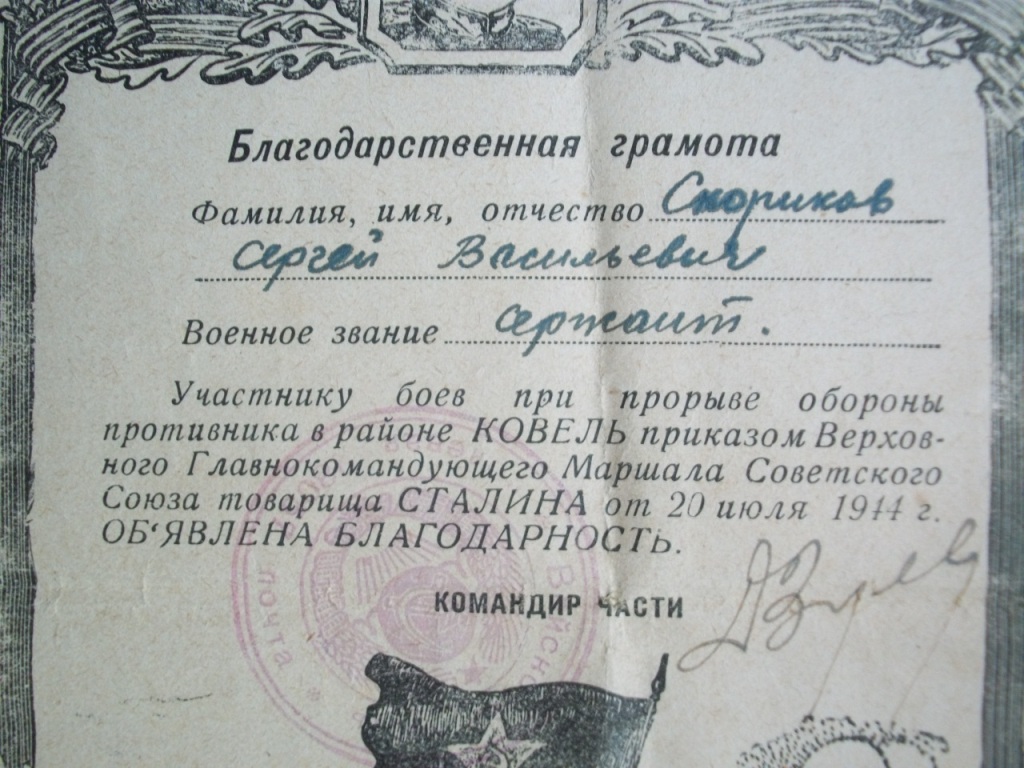 Благодарственная грамота
Фамилия, имя, отчество Скориков
Сергей Васильевич
Военное звание сержант.
Участнику боев при прорыве обороны
противника в районе КОВЕЛЬ приказом Верхов-
ного Главнокомандующего Маршала Советского
Союза товарища СТАЛИНА от 20 июля 1944 г.
ОБ‘ЯВЛЕНА БЛАГОДАРНОСТЬ.
КОМАНДИР ЧАСТИ
почта